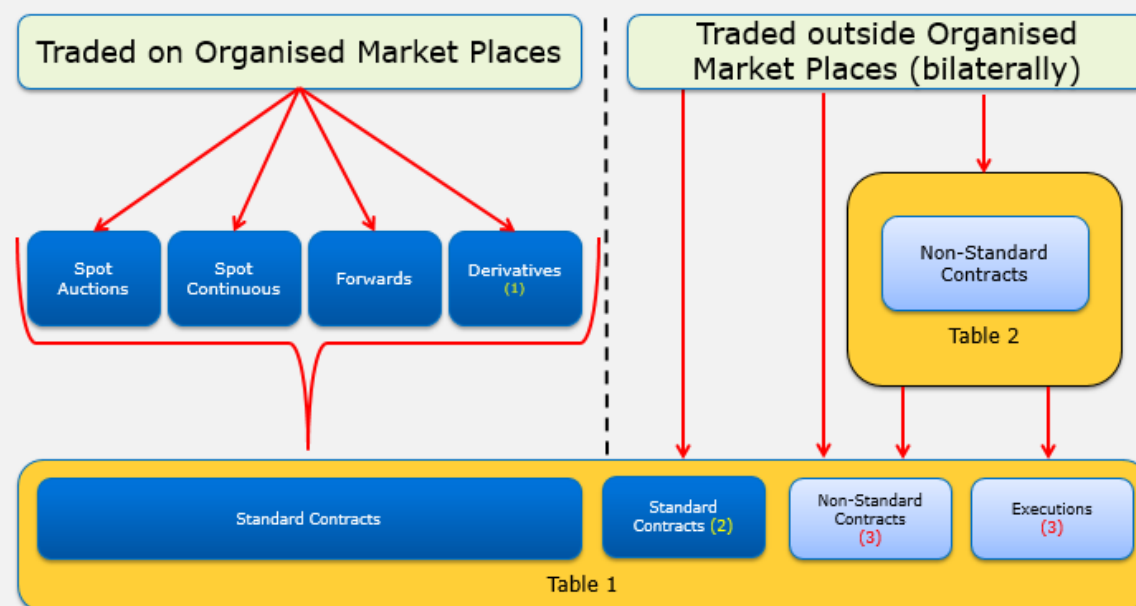 Traded on Organised Market Places
Traded outside Organised
Market Places (bilaterally)
Spot
Auctions
Spot
Continuous
Forwards
Derivatives
(1)
Non-Standard
Contracts
Table 2
Standard Contracts
Standard
Contracts (2)
Non-Standard
Contracts
(3)
Executions
(3)
Table 1